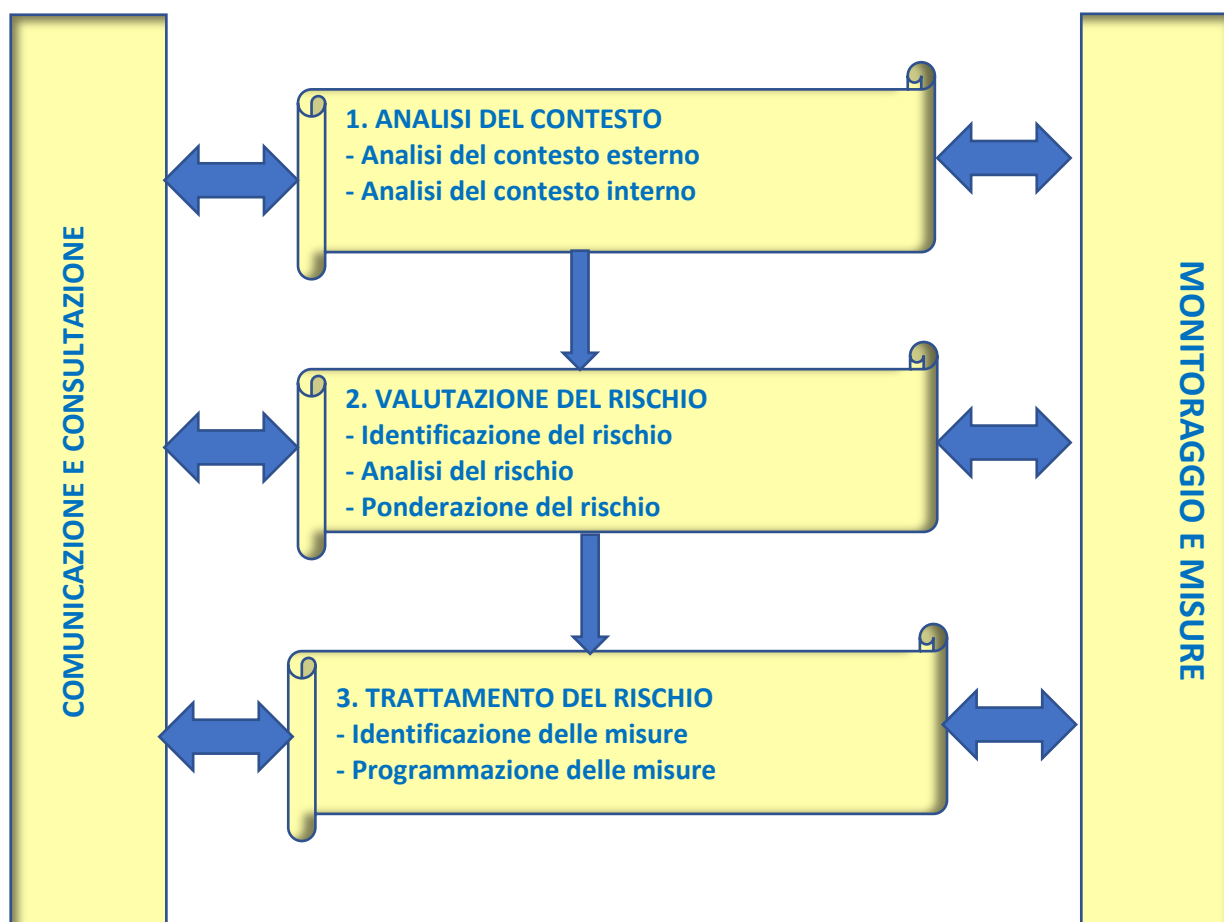 COMUNICAZIONE E CONSULTAZIONE
1. ANALISI DEL CONTESTO
- Analisi del contesto esterno
- Analisi del contesto interno
2. VALUTAZIONE DEL RISCHIO
- Identificazione del rischio
- Analisi del rischio
- Ponderazione del rischio
3. TRATTAMENTO DEL RISCHIO
- Identificazione delle misure
- Programmazione delle misure
MONITORAGGIO E MISURE